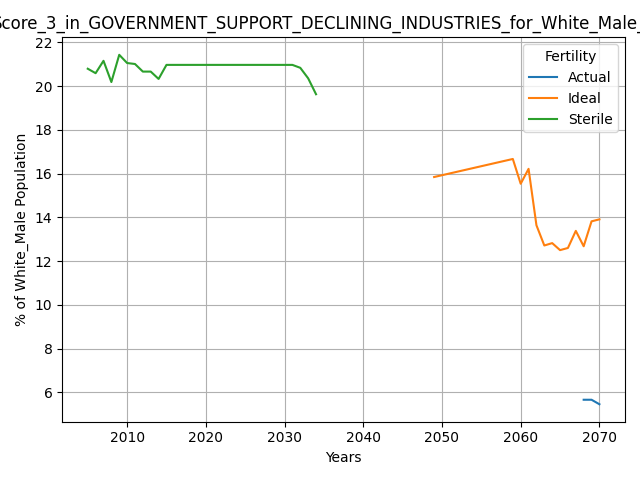 Score_3_in_GOVERNMENT_SUPPORT_DECLINING_INDUSTRIES_for_White_Male_
22
20
18
16
14
12
10
8
6
% of White_Male Population
Fertility
Actual
Ideal
Sterile
2010 2020 2030 2040 2050 2060 2070
Years